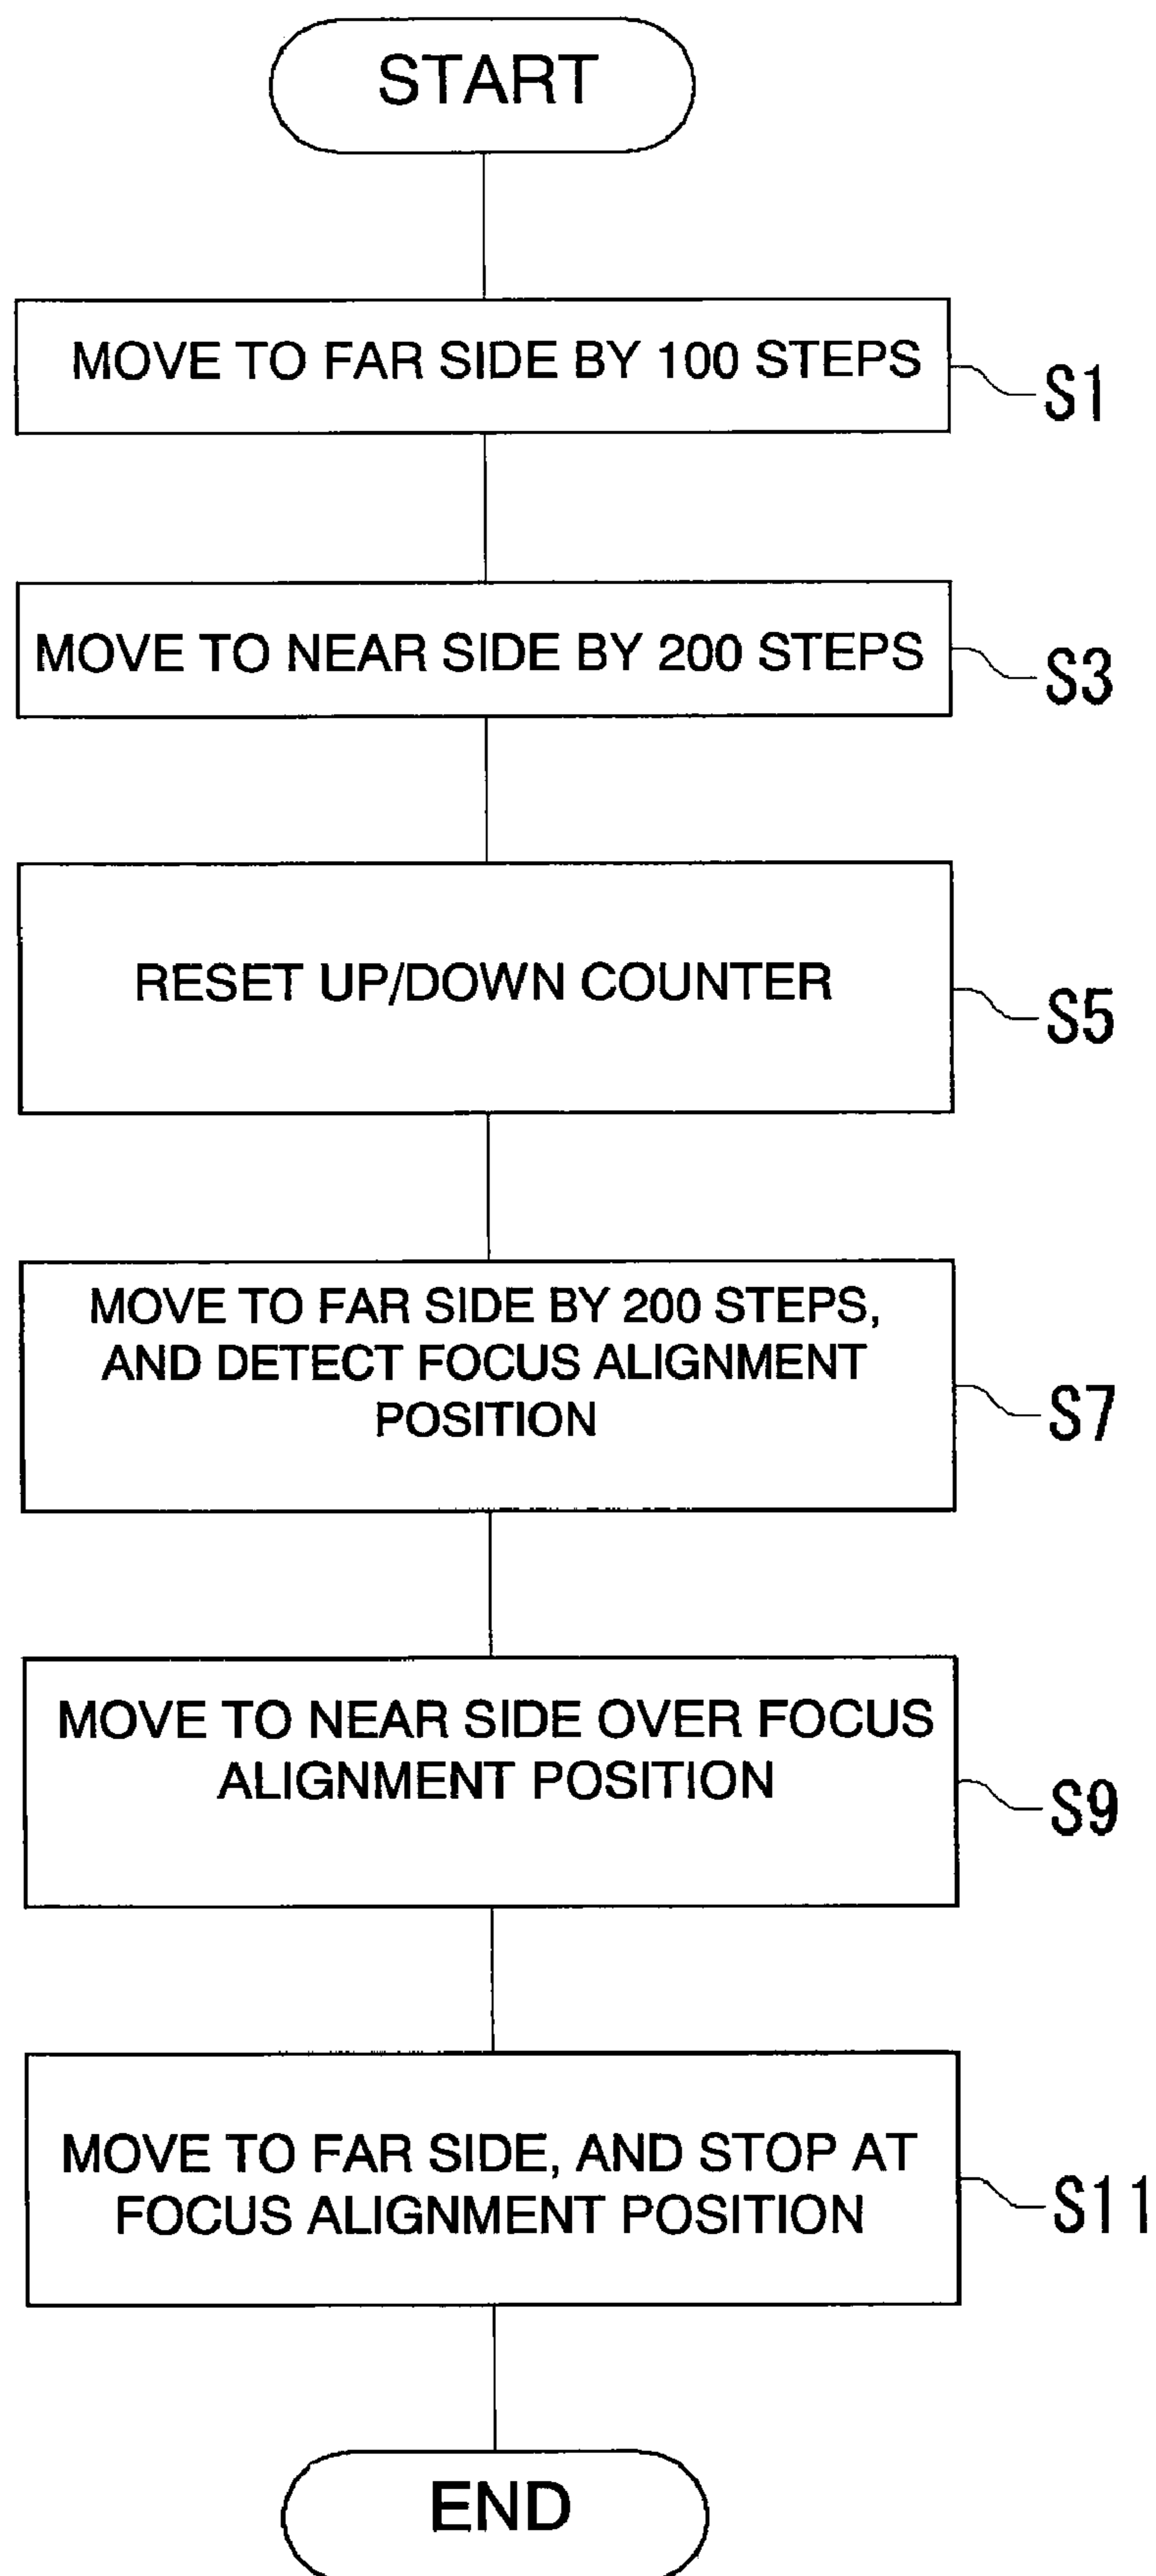 START
MOVE TO FAR SIDE BY 100 STEPS
S1
MOVE TO NEAR SIDE BY 200 STEPS
S3
RESET UP/DOWN COUNTER
S5
MOVE TO FAR SIDE BY 200 STEPS,
AND DETECT FOCUS ALIGNMENT
POSITION
S7
MOVE TO NEAR SIDE OVER FOCUS
ALIGNMENT POSITION
S9
MOVE TO FAR SIDE, AND STOP AT
FOCUS ALIGNMENT POSITION
S11
END